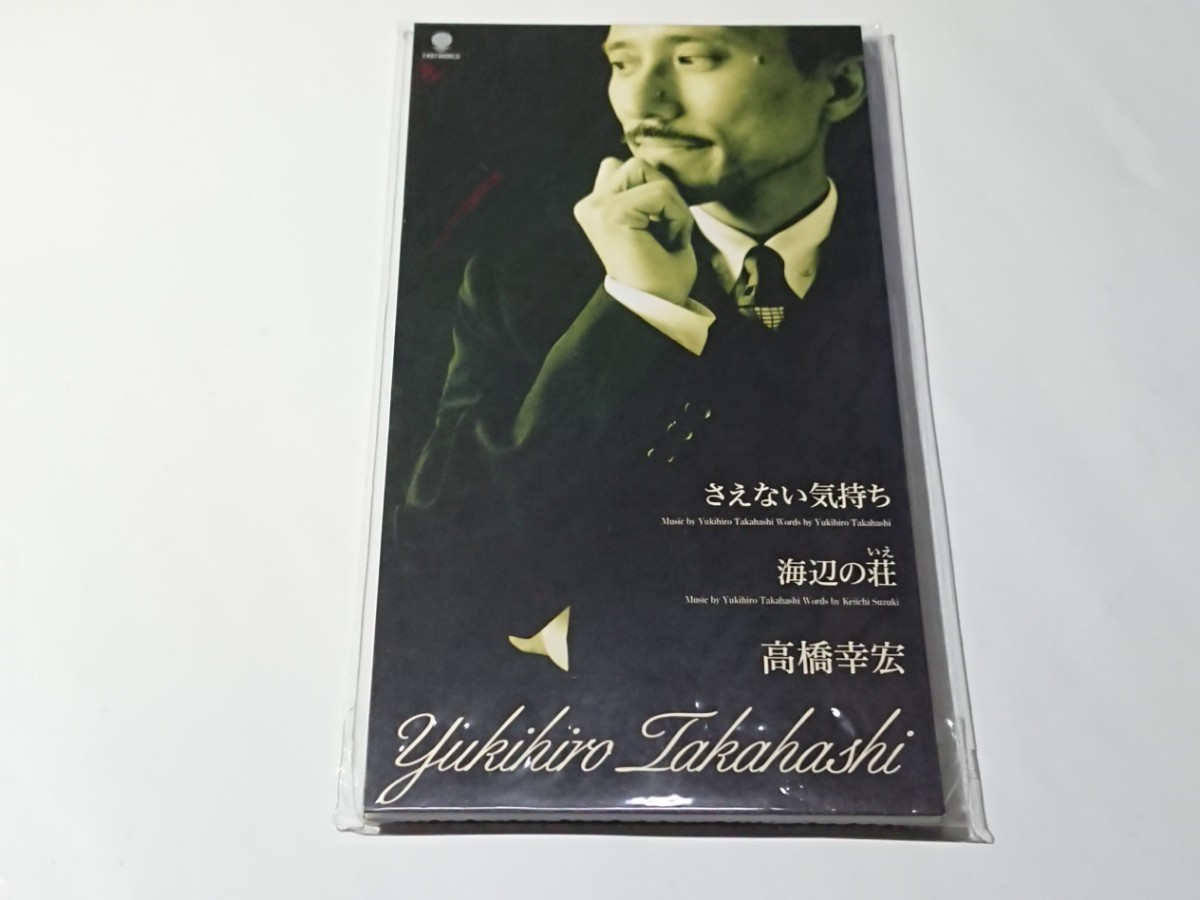 EASTWORLD
さえない気持ち
Music by Yukihiro Takahashi Words by Yukihiro Takahashi
いえ
海辺の荘
Music by Yukihiro Takahashi Words by Keiichi Suzuki
高橋幸宏
Yukihiro Takahashi